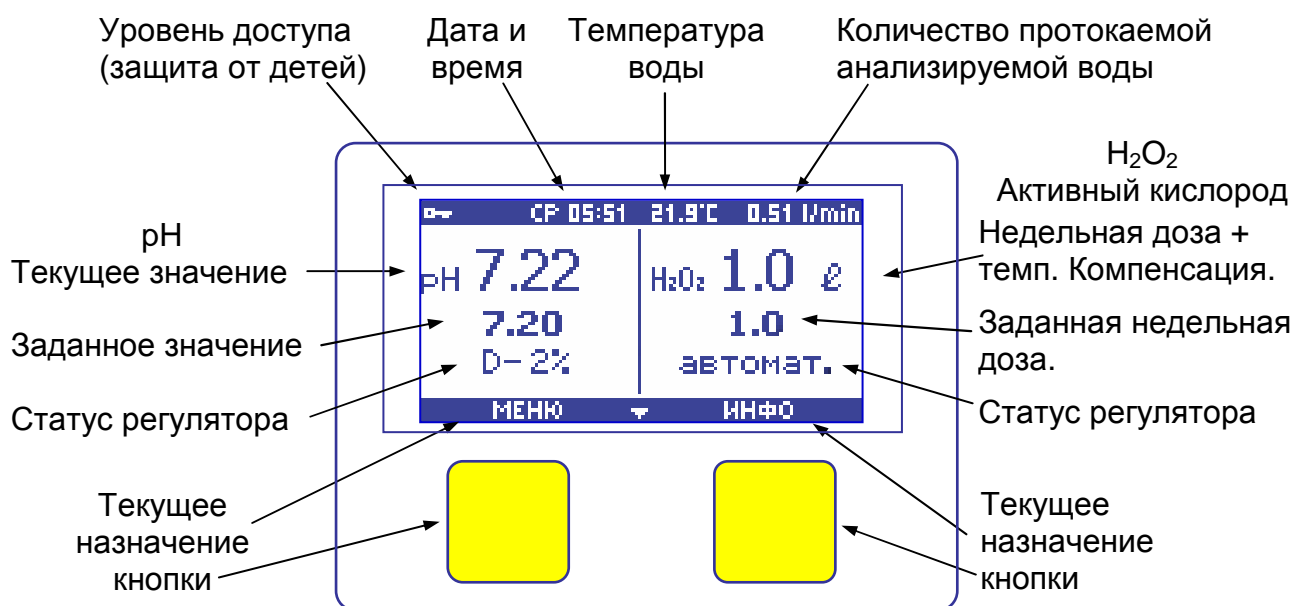 Уровень доступа
(защита от детей)
Дата и
время
Температура
воды
Количество протокаемой
анализируемой воды
H₂O₂
Активный кислород
Недельная доза +
темп. Компенсация.
pH
Текущее значение
СР 05:51 21.9°C 0.51 l/min
pH 7.22
H₂O₂ 1.0 ℓ
7.20
1.0
D-2%
автомат.
МЕНЮ
ИНФО
Заданное значение
Заданная недельная
доза.
Статус регулятора
Статус регулятора
Текущее
назначение
кнопки
Текущее
назначение
кнопки